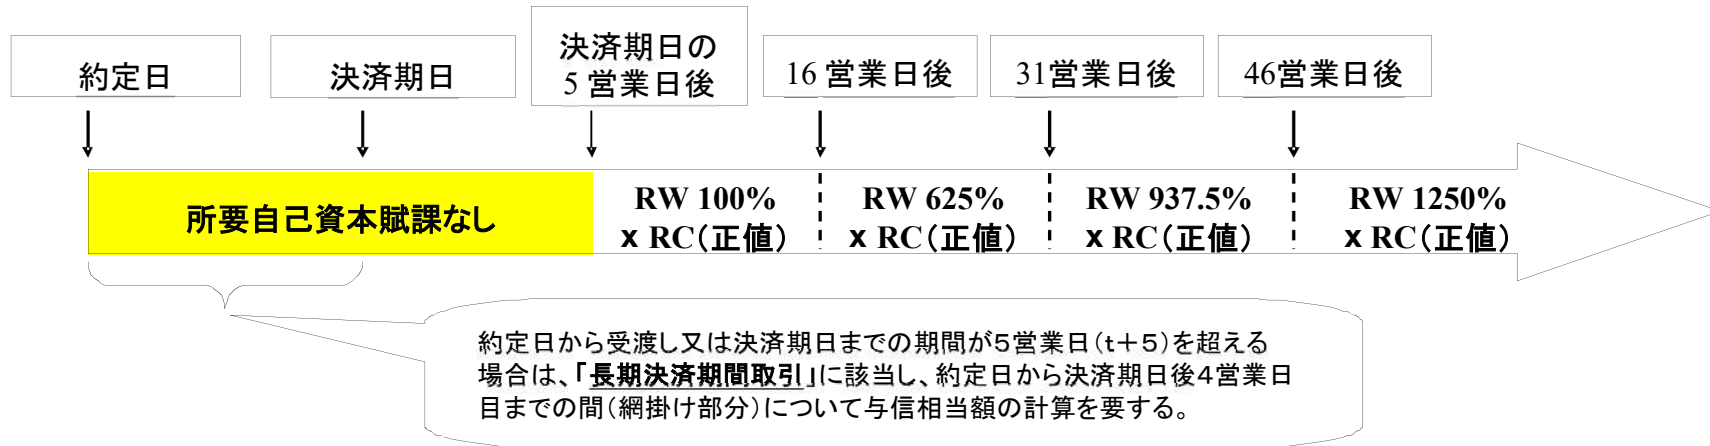 約定日
決済期日
決済期日の
5 営業日後
16 営業日後
31営業日後
46営業日後
所要自己資本賦課なし
RW 100%
x RC(正値)
RW 625%
x RC(正値)
RW 937.5%
x RC(正値)
RW 1250%
x RC(正値)
約定日から受渡し又は決済期日までの期間が5営業日(t+5)を超える
場合は、「長期決済期間取引」に該当し、約定日から決済期日後4営業日
目までの間(網掛け部分)について与信相当額の計算を要する。